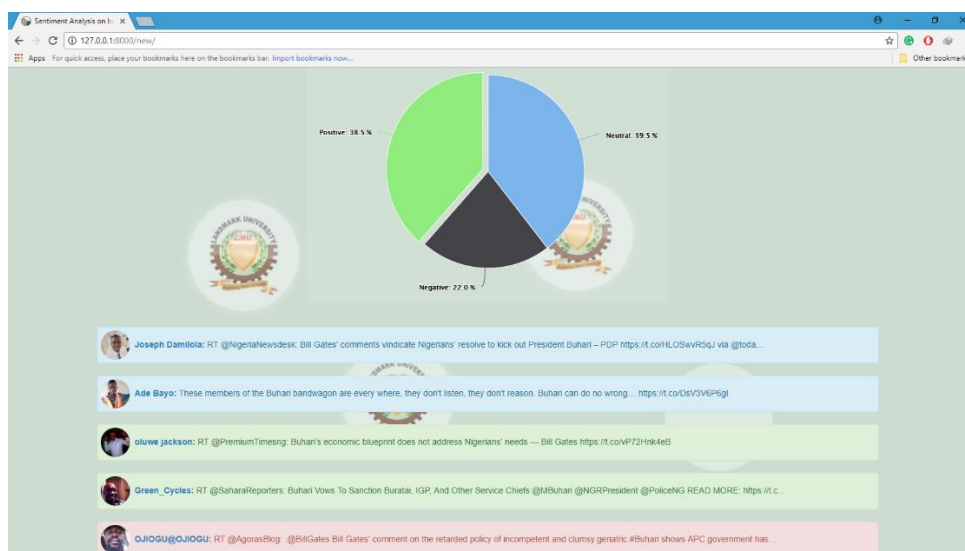 Sentiment Analysis on b
127.0.0.1:8000/new/
Apps For quick access, place your bookmarks here on the bookmarks bar. Import bookmarks now... Other bookmark
Positive: 38.5 %
Neutral: 39.5 %
Negative: 22.0 %
LANDMARK UNIVERSITY
LMU
Joseph Damilola: RT @NigeriaNewsdesk: Bill Gates' comments vindicate Nigerians' resolve to kick out President Buhari – PDP https://t.co/HLOSwvR5qJ via @toda...
Ade Bayo: These members of the Buhari bandwagon are every where, they don't listen, they don't reason. Buhari can do no wrong... https://t.co/DsV3V6P6gI
oluwe jackson: RT @PremiumTimesng: Buhari's economic blueprint does not address Nigerians' needs — Bill Gates https://t.co/vP72Hnk4eB
Green_Cycles: RT @SaharaReporters: Buhari Vows To Sanction Buratai, IGP, And Other Service Chiefs @MBuhari @NGRPresident @PoliceNG READ MORE: https://t.c...
OJIOGU@OJIOGU: RT @AgorasBlog: .@BillGates Bill Gates' comment on the retarded policy of incompetent and clumsy geriatric #Buhari shows APC government has...